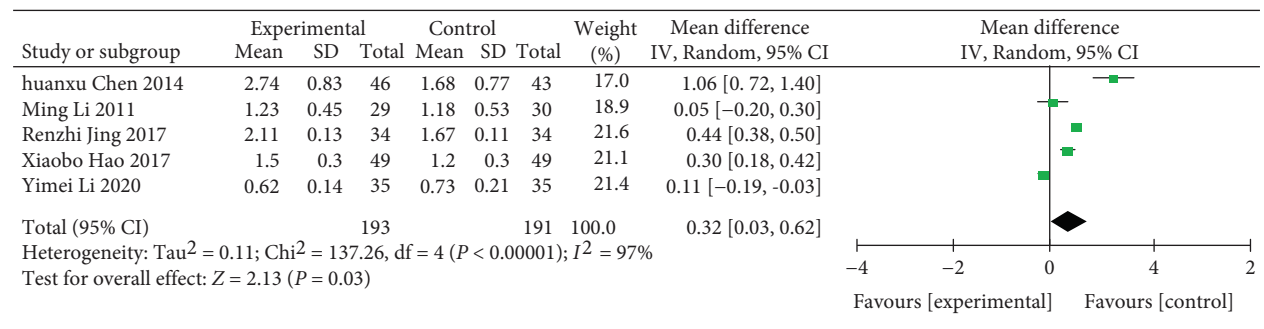 Experimental Control Weight Mean difference Mean difference
Study or subgroup Mean SD Total Mean SD Total (%) IV, Random, 95% CI IV, Random, 95% CI
huanxu Chen 2014 2.74 0.83 46 1.68 0.77 43 17.0 1.06 [0. 72, 1.40]
Ming Li 2011 1.23 0.45 29 1.18 0.53 30 18.9 0.05 [−0.20, 0.30]
Renzhi Jing 2017 2.11 0.13 34 1.67 0.11 34 21.6 0.44 [0.38, 0.50]
Xiaobo Hao 2017 1.5 0.3 49 1.2 0.3 49 21.1 0.30 [0.18, 0.42]
Yimei Li 2020 0.62 0.14 35 0.73 0.21 35 21.4 0.11 [−0.19, -0.03]
Total (95% CI) 193 191 100.0 0.32 [0.03, 0.62]
Heterogeneity: Tau2 = 0.11; Chi2 = 137.26, df = 4 (P < 0.00001); I2 = 97%
Test for overall effect: Z = 2.13 (P = 0.03)
−4 −2 0 4 2
Favours [experimental] Favours [control]